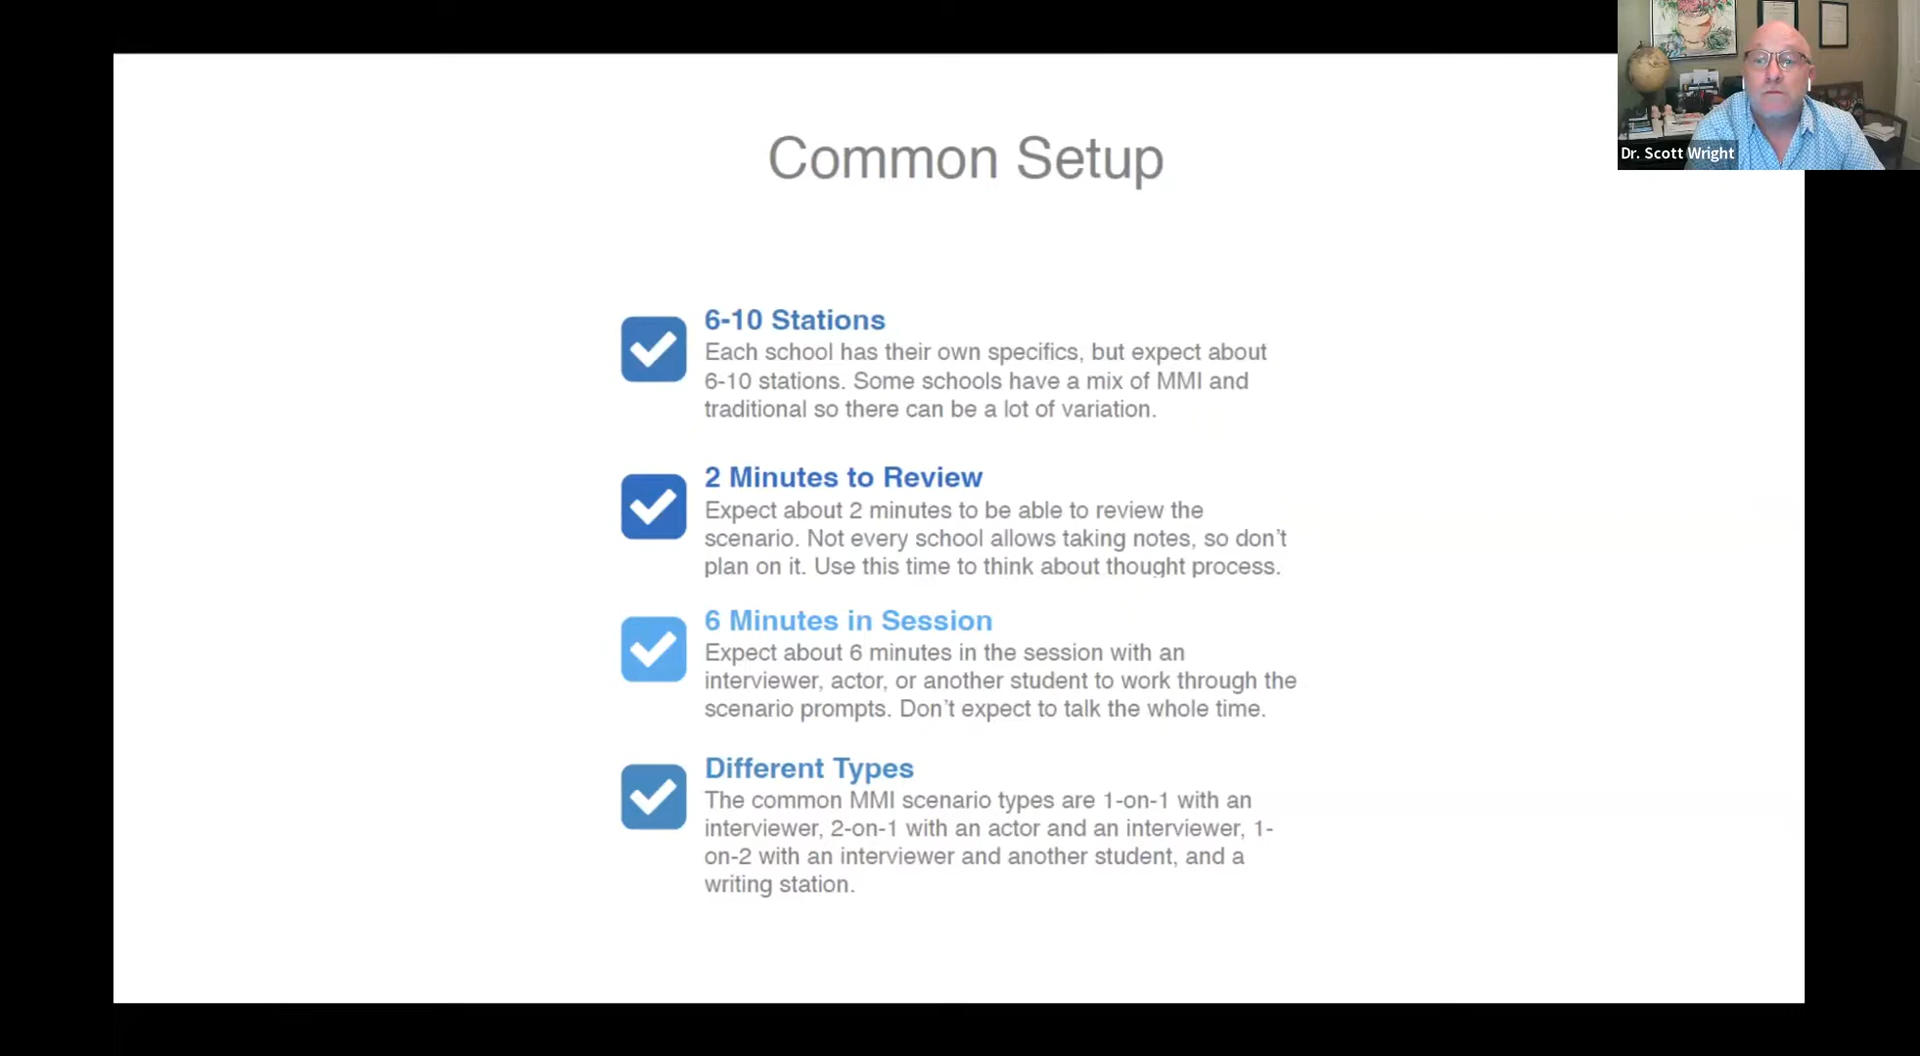 Dr. Scott Wright
Common Setup
6-10 Stations
Each school has their own specifics, but expect about
6-10 stations. Some schools have a mix of MMI and
traditional so there can be a lot of variation.
2 Minutes to Review
Expect about 2 minutes to be able to review the
scenario. Not every school allows taking notes, so don’t
plan on it. Use this time to think about thought process.
6 Minutes in Session
Expect about 6 minutes in the session with an
interviewer, actor, or another student to work through the
scenario prompts. Don’t expect to talk the whole time.
Different Types
The common MMI scenario types are 1-on-1 with an
interviewer, 2-on-1 with an actor and an interviewer, 1-
on-2 with an interviewer and another student, and a
writing station.